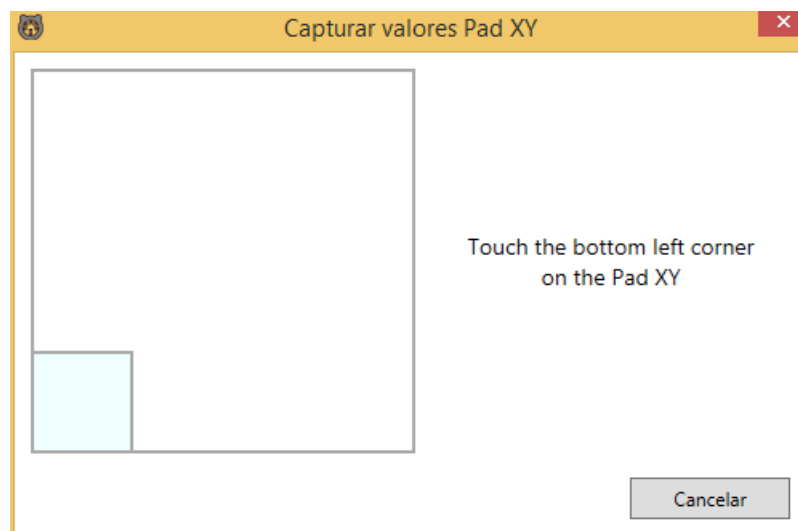 Capturar valores Pad XY
Touch the bottom left corner
on the Pad XY
Cancelar